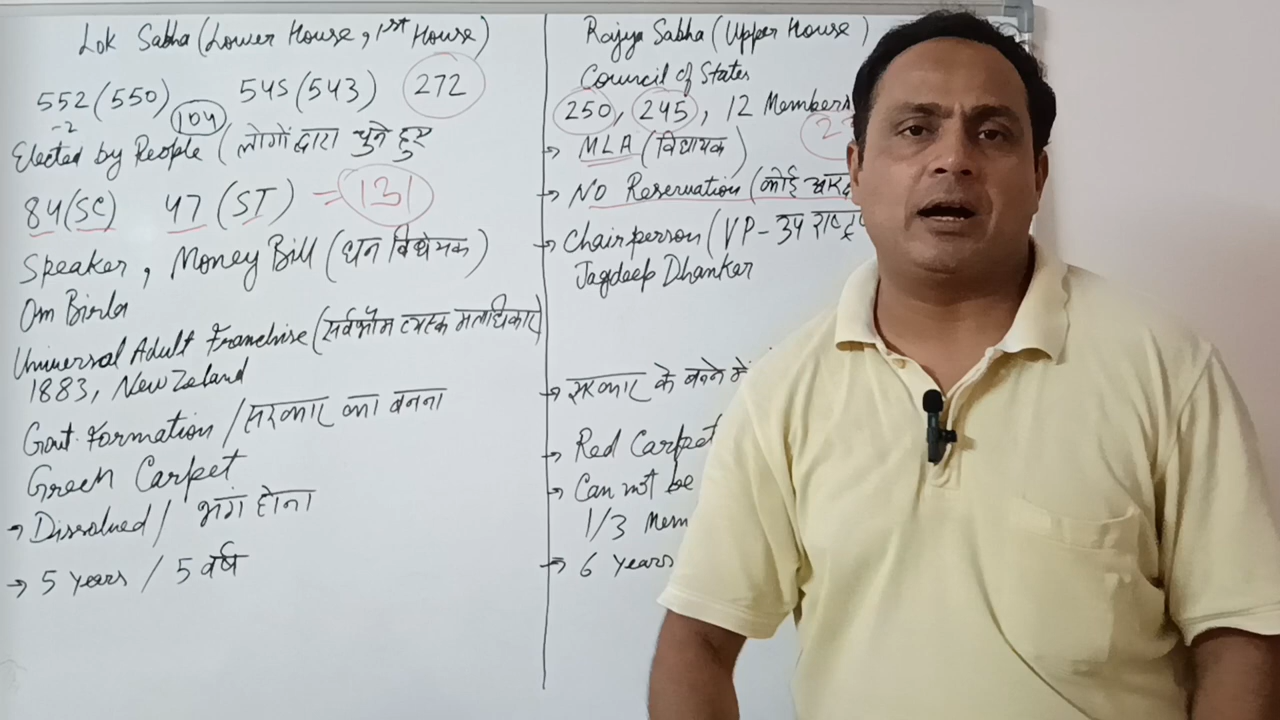 Lok Sabha (Lower House, 1st House)
552 (550) 545 (543) 272
-2 104
Elected by People (लोगों द्वारा चुने हुए
84 (SC) 47 (ST) = 131
Speaker, Money Bill (धन विधेयक)
Om Birla
Universal Adult Franchise (सर्वभौम व्यस्क मताधिकार)
1883, New Zeland
Govt. Formation / सरकार का बनना
Green Carpet
→ Dissolved / भंग होना
→ 5 years / 5 वर्ष
Rajya Sabha (Upper House)
Council of States
250, 245, 12 Members
→ MLA (विधायक)
→ NO Reservation (कोई
→ Chairperson (VP - उप
Jagdeep Dhanker
→ सरकार के बनने में
→ Red Carpet
→ Can not be
1/3 Mem
→ 6 years